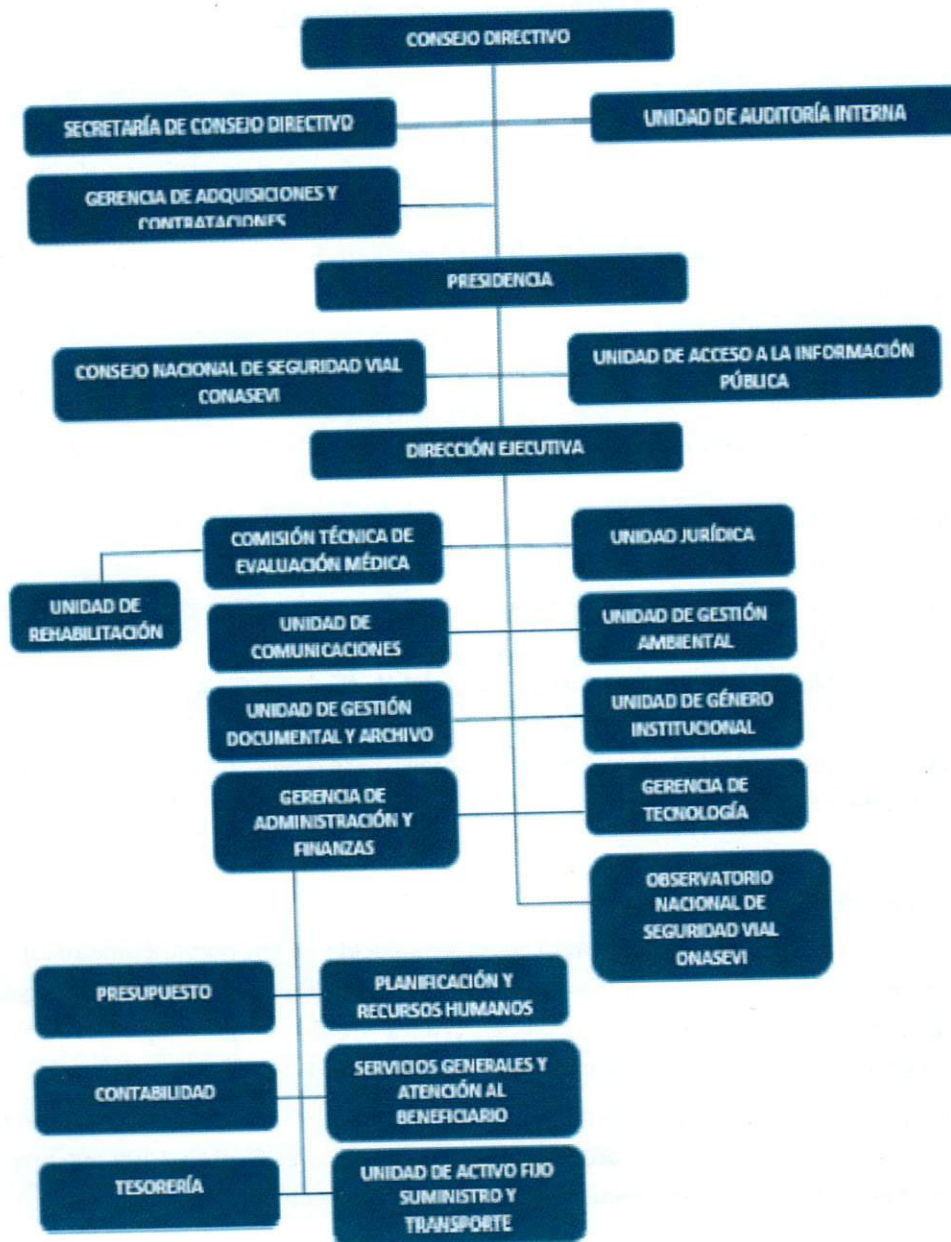 CONSEJO DIRECTIVO
SECRETARÍA DE CONSEJO DIRECTIVO
UNIDAD DE AUDITORÍA INTERNA
GERENCIA DE ADQUISICIONES Y
CONTRATACIONES
PRESIDENCIA
CONSEJO NACIONAL DE SEGURIDAD VIAL
CONASEVI
UNIDAD DE ACCESO A LA INFORMACIÓN
PÚBLICA
DIRECCIÓN EJECUTIVA
COMISIÓN TÉCNICA DE
EVALUACIÓN MÉDICA
UNIDAD JURÍDICA
UNIDAD DE
REHABILITACIÓN
UNIDAD DE
COMUNICACIONES
UNIDAD DE GESTIÓN
AMBIENTAL
UNIDAD DE GESTIÓN
DOCUMENTAL Y ARCHIVO
UNIDAD DE GÉNERO
INSTITUCIONAL
GERENCIA DE
ADMINISTRACIÓN Y
FINANZAS
GERENCIA DE
TECNOLOGÍA
OBSERVATORIO
NACIONAL DE
SEGURIDAD VIAL
ONASEVI
PRESUPUESTO
PLANIFICACIÓN Y
RECURSOS HUMANOS
CONTABILIDAD
SERVICIOS GENERALES Y
ATENCIÓN AL
BENEFICIARIO
TESORERÍA
UNIDAD DE ACTIVO FIJO
SUMINISTRO Y
TRANSPORTE